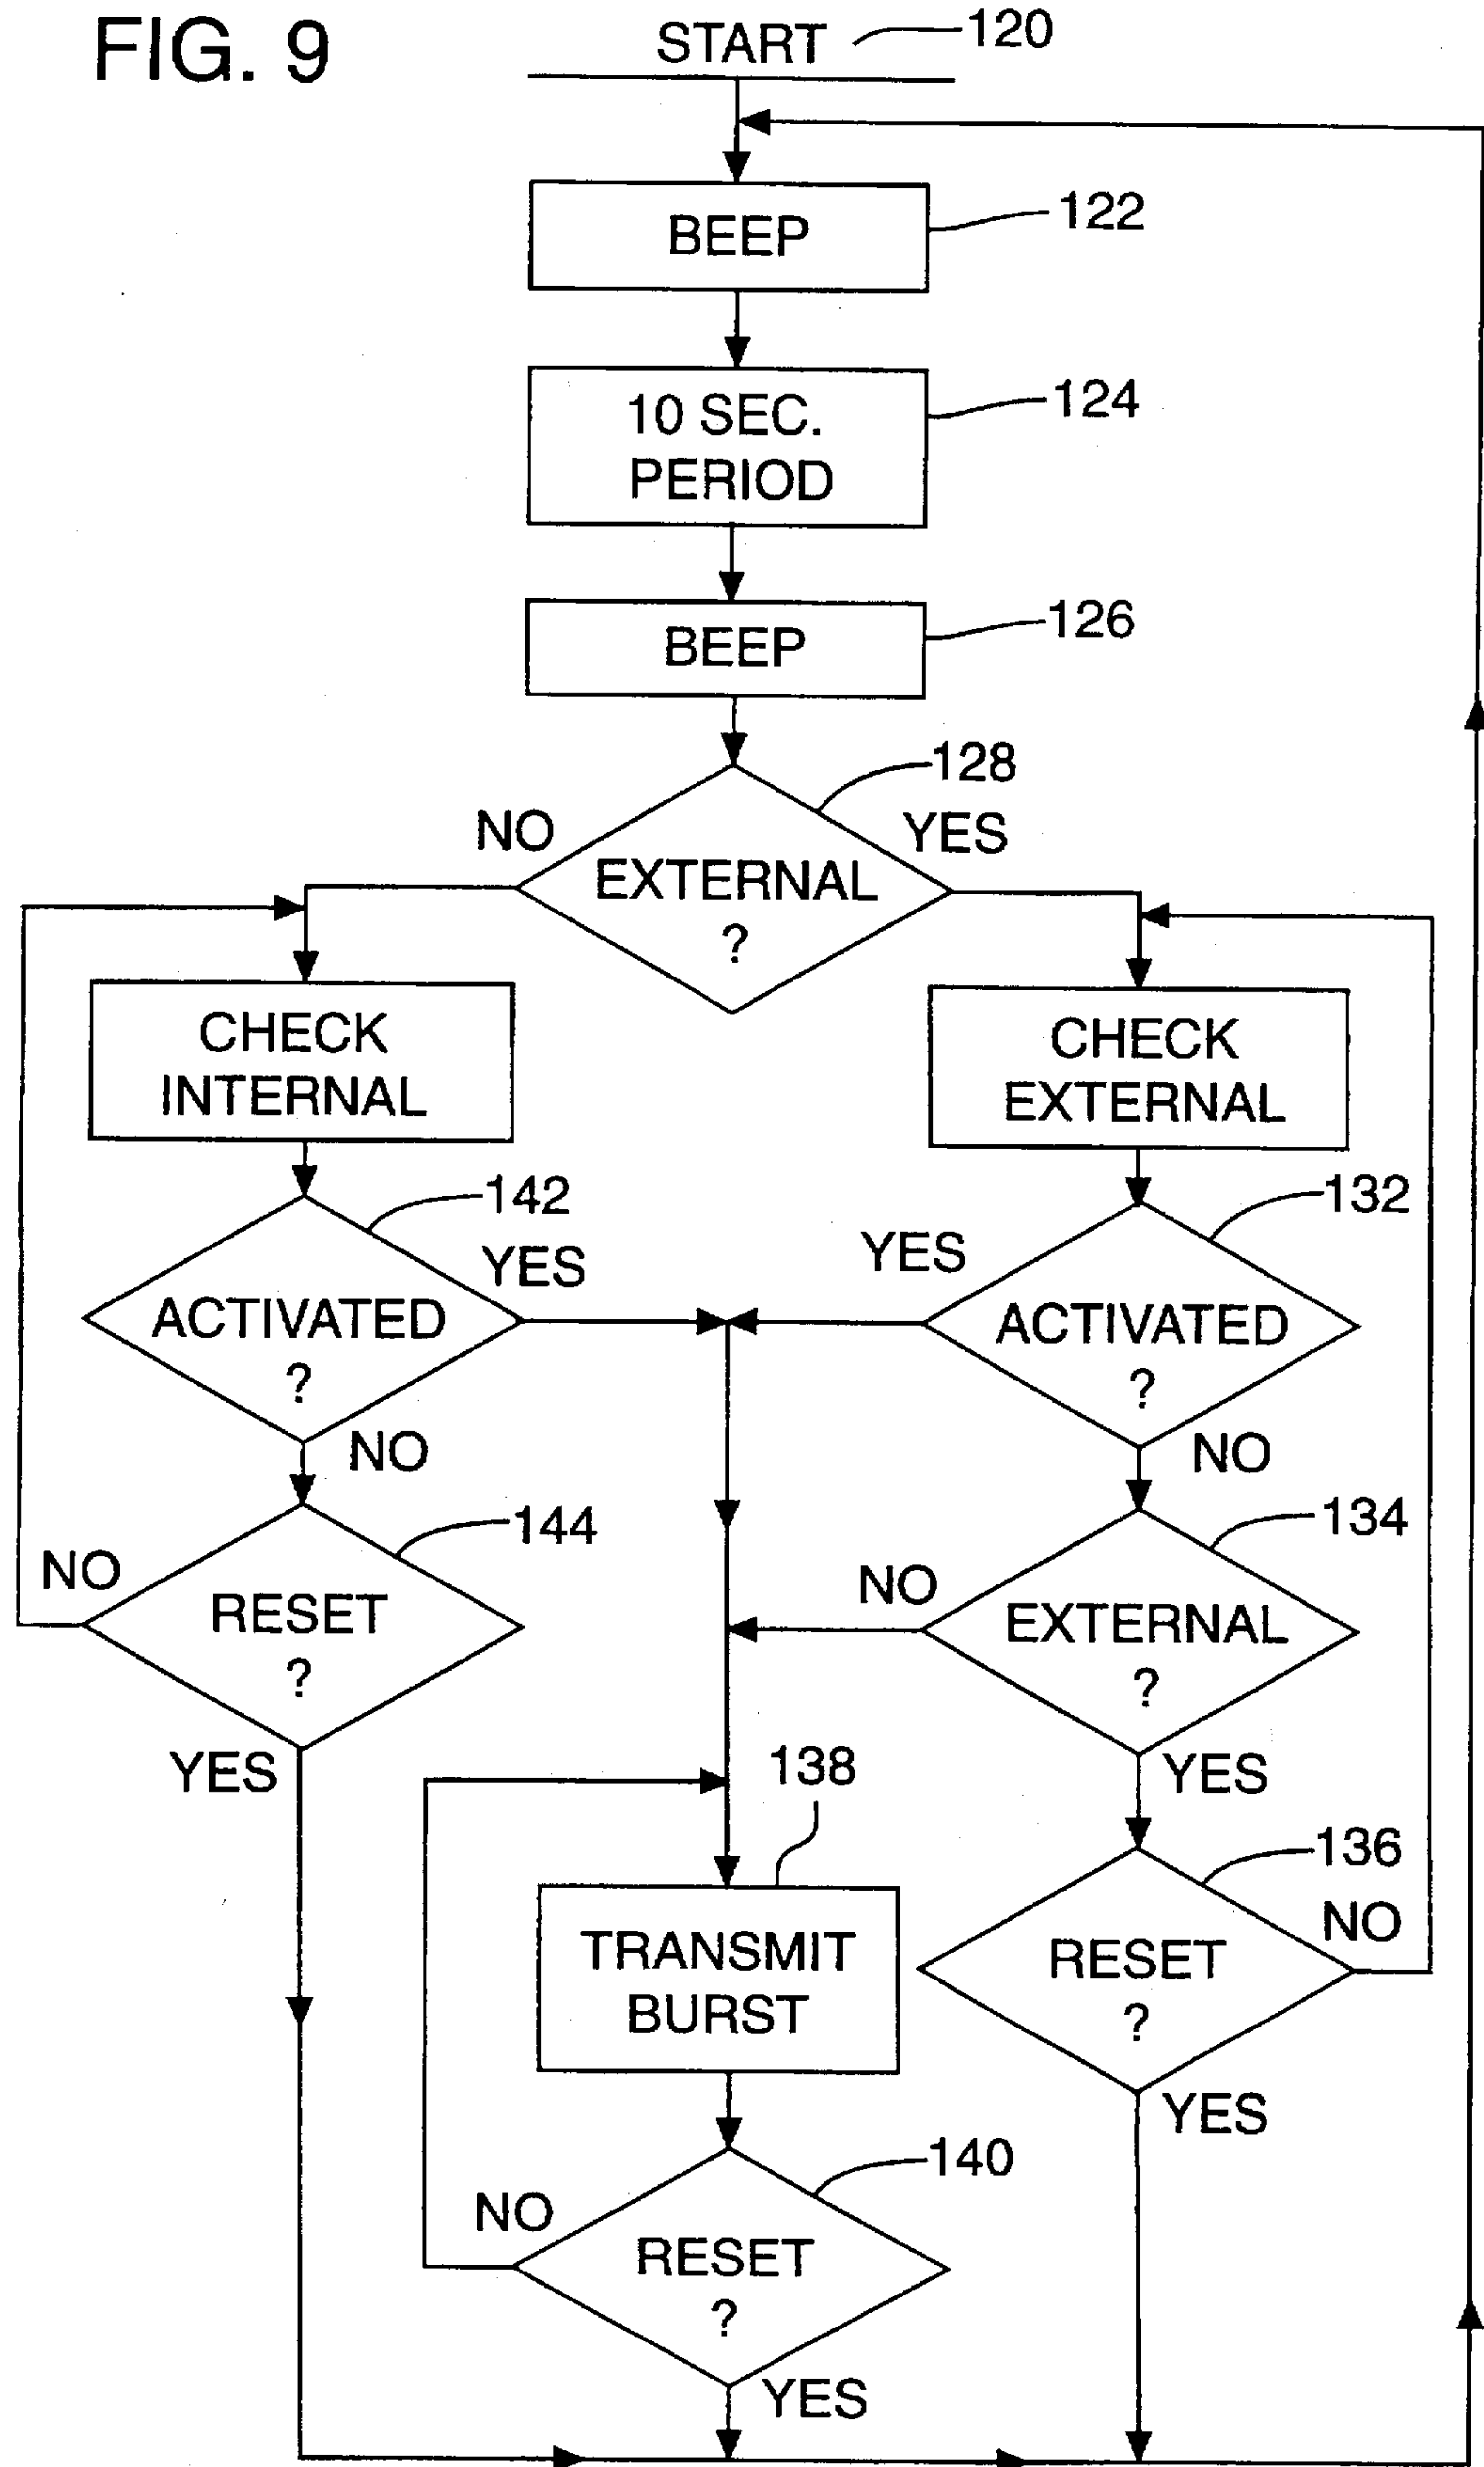 FIG. 9
START
120
BEEP
122
10 SEC.
PERIOD
124
BEEP
126
128
NO
YES
EXTERNAL
?
CHECK
INTERNAL
CHECK
EXTERNAL
142
132
YES
YES
ACTIVATED
?
ACTIVATED
?
NO
NO
144
134
NO
NO
RESET
?
EXTERNAL
?
YES
138
YES
136
NO
TRANSMIT
BURST
RESET
?
YES
140
NO
RESET
?
YES